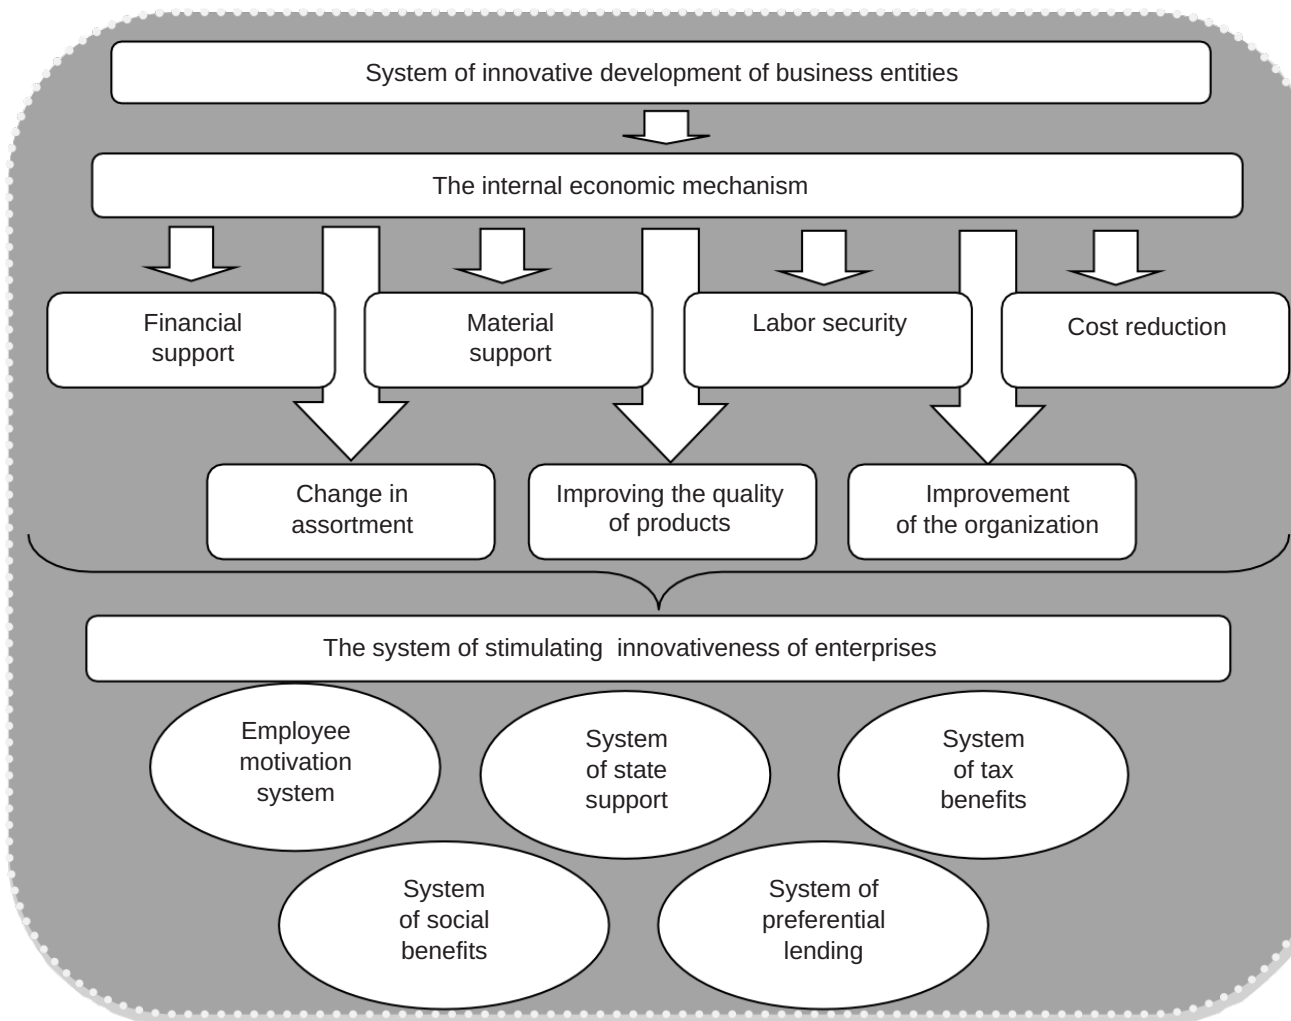 System of innovative development of business entities
The internal economic mechanism
Financial
support
Material
support
Labor security
Cost reduction
Change in
assortment
Improving the quality
of products
Improvement
of the organization
The system of stimulating  innovativeness of enterprises
Employee
motivation
system
System
of state
support
System
of tax
benefits
System
of social
benefits
System of
preferential
lending